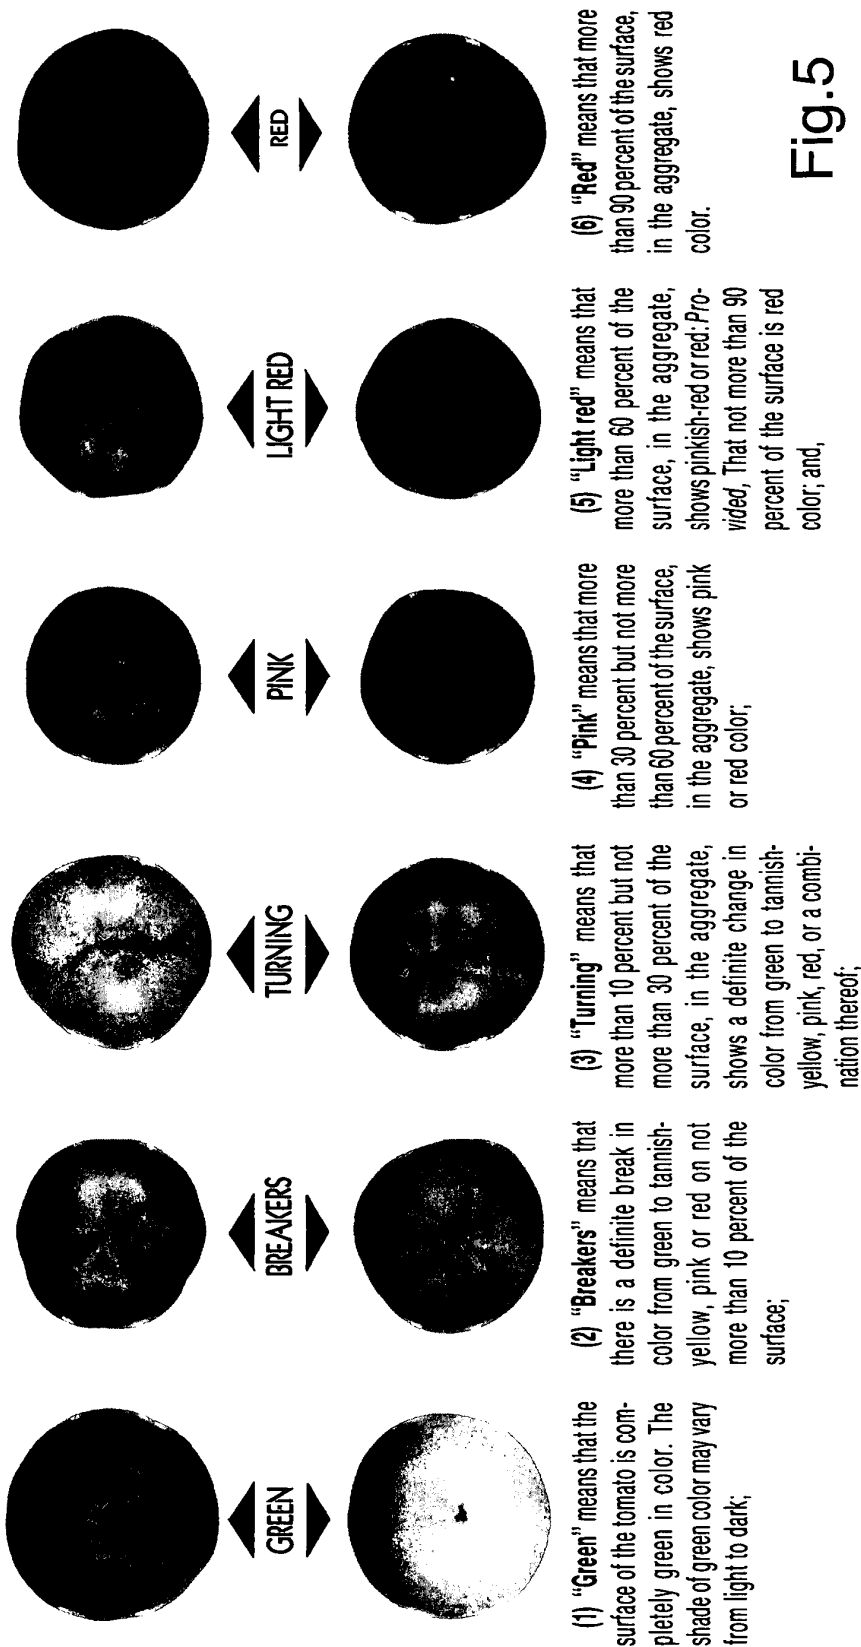 GREEN
BREAKERS
TURNING
PINK
LIGHT RED
RED
(1) "Green" means that the
surface of the tomato is com-
pletely green in color. The
shade of green color may vary
from light to dark;
(2) "Breakers" means that
there is a definite break in
color from green to tannish-
yellow, pink or red on not
more than 10 percent of the
surface;
(3) "Turning" means that
more than 10 percent but not
more than 30 percent of the
surface, in the aggregate,
shows a definite change in
color from green to tannish-
yellow, pink, red, or a combi-
nation thereof;
(4) "Pink" means that more
than 30 percent but not more
than 60 percent of the surface,
in the aggregate, shows pink
or red color;
(5) "Light red" means that
more than 60 percent of the
surface, in the aggregate,
shows pinkish-red or red: Pro-
vided, That not more than 90
percent of the surface is red
color; and,
(6) "Red" means that more
than 90 percent of the surface,
in the aggregate, shows red
color.
Fig.5